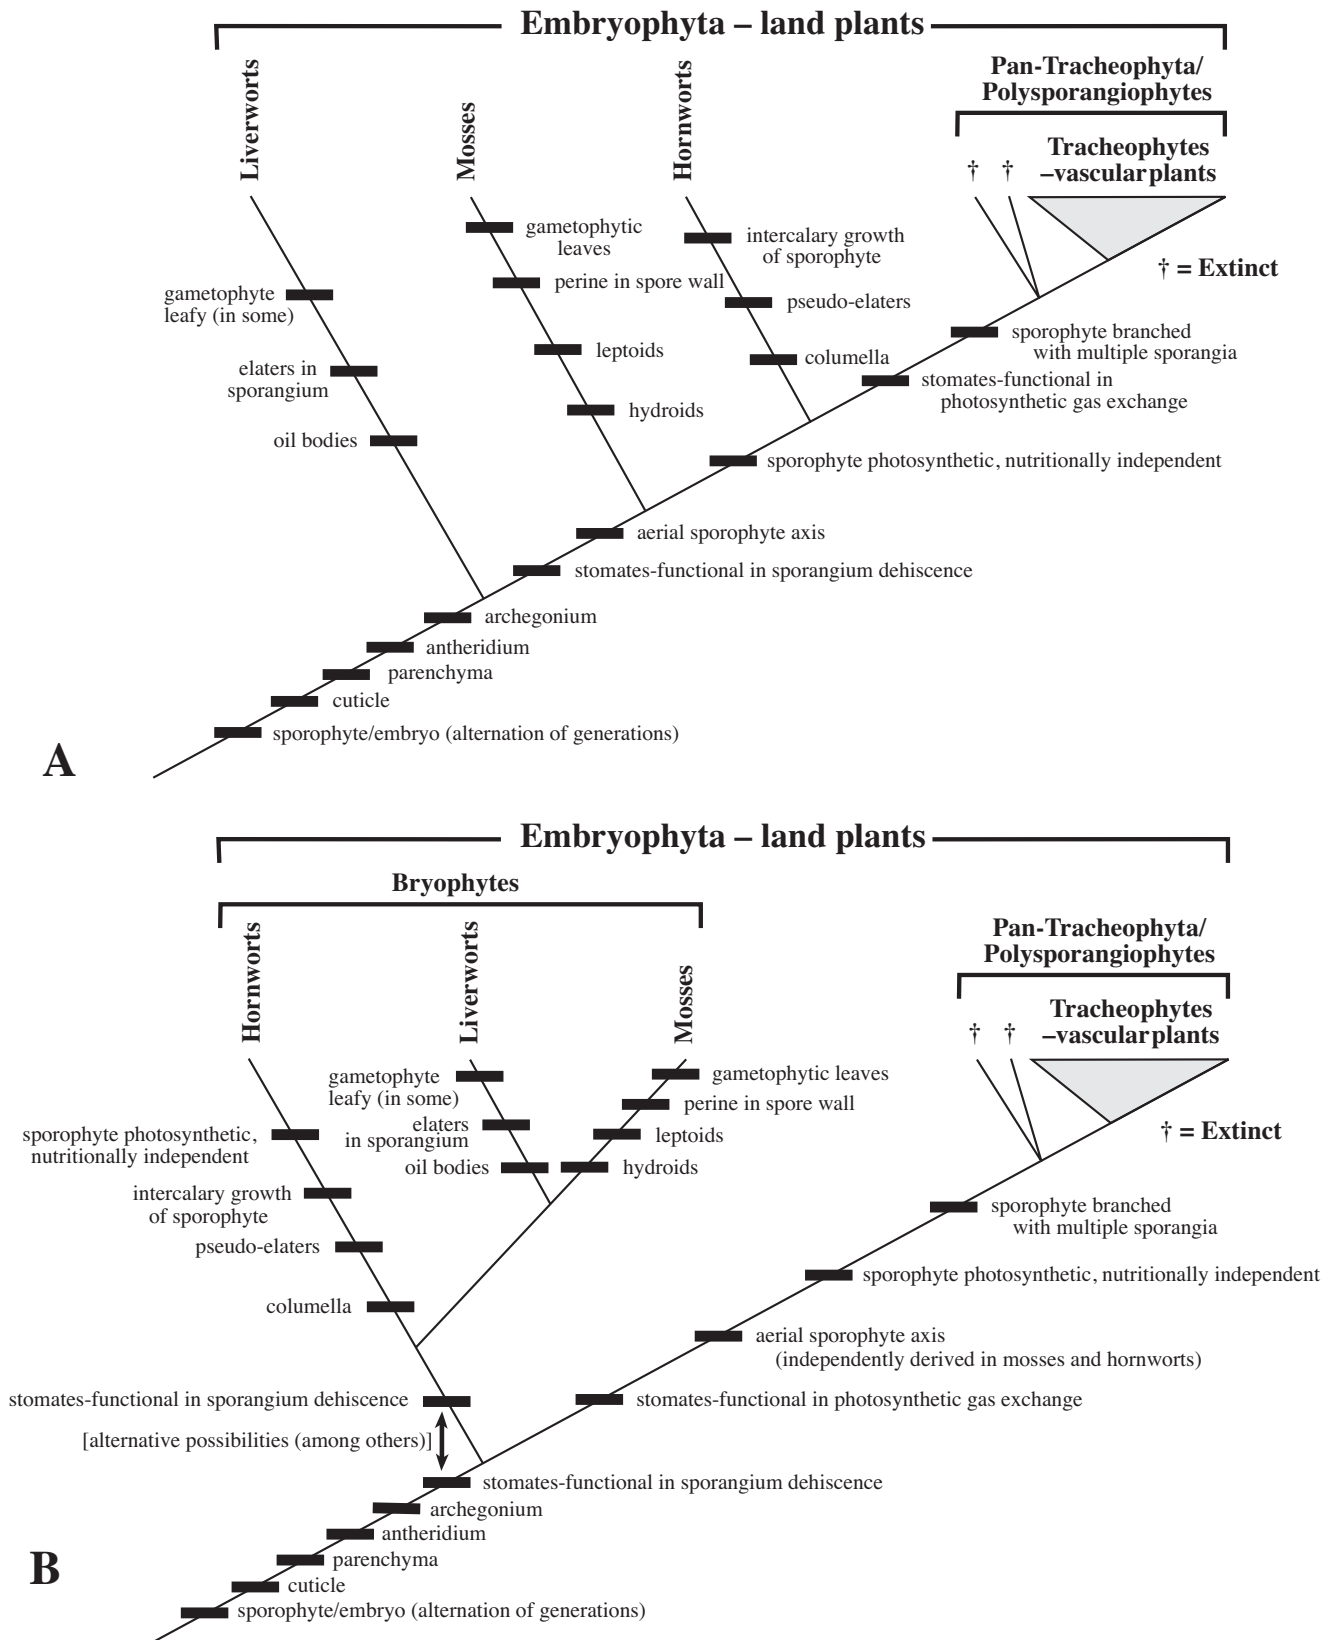 Embryophyta – land plants
Pan-Tracheophyta/
Polysporangiophytes
Liverworts
Mosses
Hornworts
† †
Tracheophytes
–vascularplants
† = Extinct
gametophytic
leaves
intercalary growth
of sporophyte
perine in spore wall
gametophyte
leafy (in some)
pseudo-elaters
sporophyte branched
with multiple sporangia
leptoids
columella
elaters in
sporangium
stomates-functional in
photosynthetic gas exchange
hydroids
oil bodies
sporophyte photosynthetic, nutritionally independent
aerial sporophyte axis
stomates-functional in sporangium dehiscence
archegonium
antheridium
parenchyma
cuticle
sporophyte/embryo (alternation of generations)
A
Embryophyta – land plants
Bryophytes
Pan-Tracheophyta/
Polysporangiophytes
Hornworts
Liverworts
Mosses
† †
Tracheophytes
–vascularplants
† = Extinct
gametophyte
leafy (in some)
gametophytic leaves
perine in spore wall
elaters
in sporangium
leptoids
sporophyte photosynthetic,
nutritionally independent
oil bodies
hydroids
intercalary growth
of sporophyte
sporophyte branched
with multiple sporangia
pseudo-elaters
sporophyte photosynthetic, nutritionally independent
columella
aerial sporophyte axis
(independently derived in mosses and hornworts)
stomates-functional in sporangium dehiscence
stomates-functional in photosynthetic gas exchange
[alternative possibilities (among others)]
stomates-functional in sporangium dehiscence
archegonium
antheridium
parenchyma
cuticle
sporophyte/embryo (alternation of generations)
B